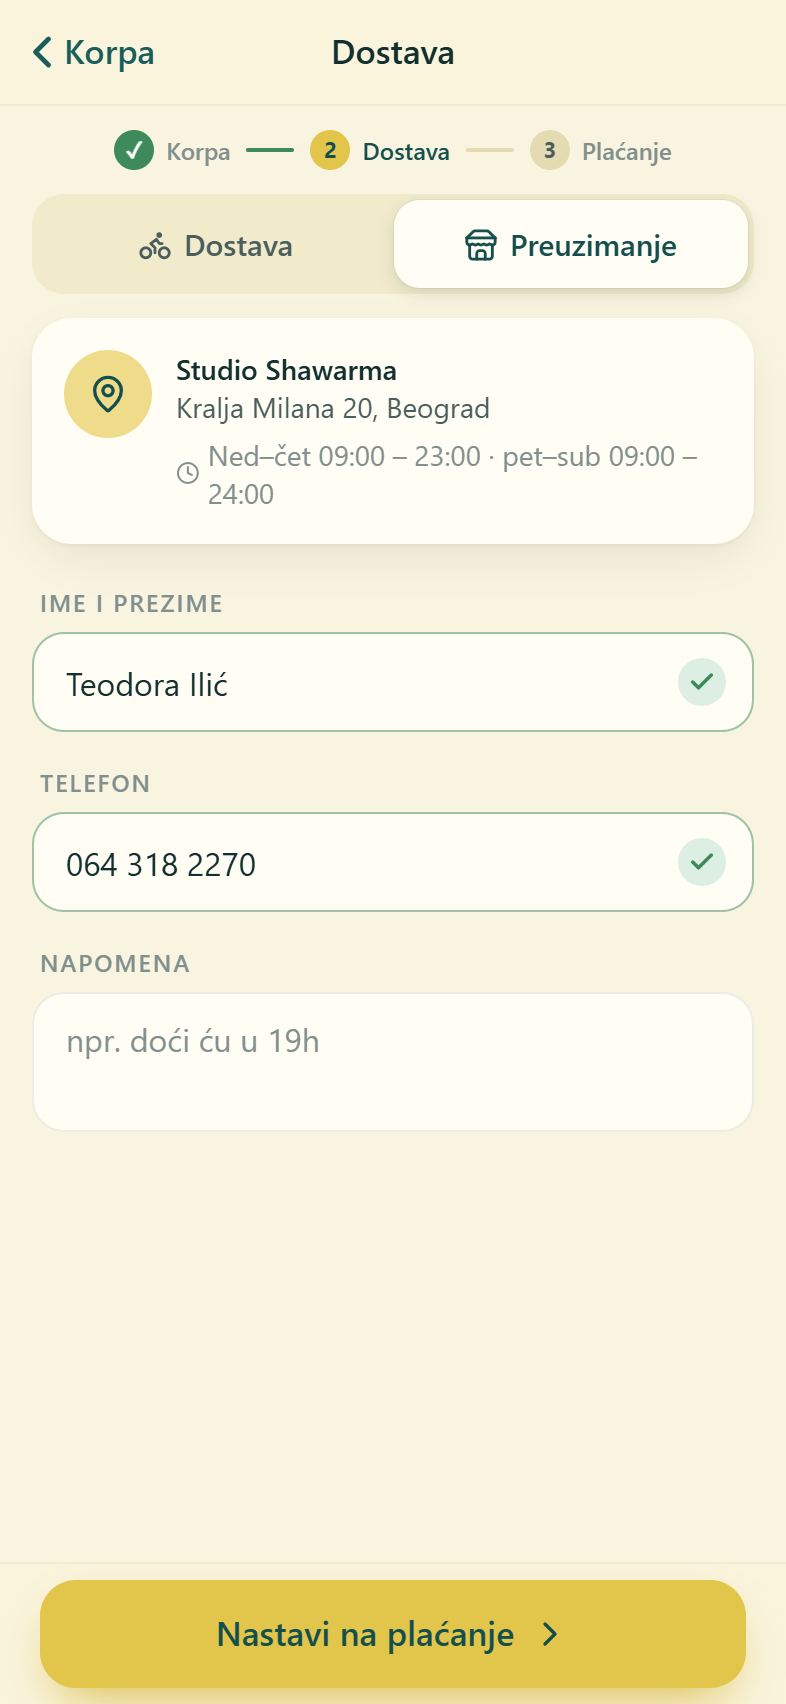 Korpa
Dostava
Korpa
2
Dostava
3
Plaćanje
Dostava
Preuzimanje
Studio Shawarma
Kralja Milana 20, Beograd
Ned–čet 09:00 – 23:00 · pet–sub 09:00 –
24:00
IME I PREZIME
Teodora Ilić
TELEFON
064 318 2270
NAPOMENA
npr. doći ću u 19h
Nastavi na plaćanje